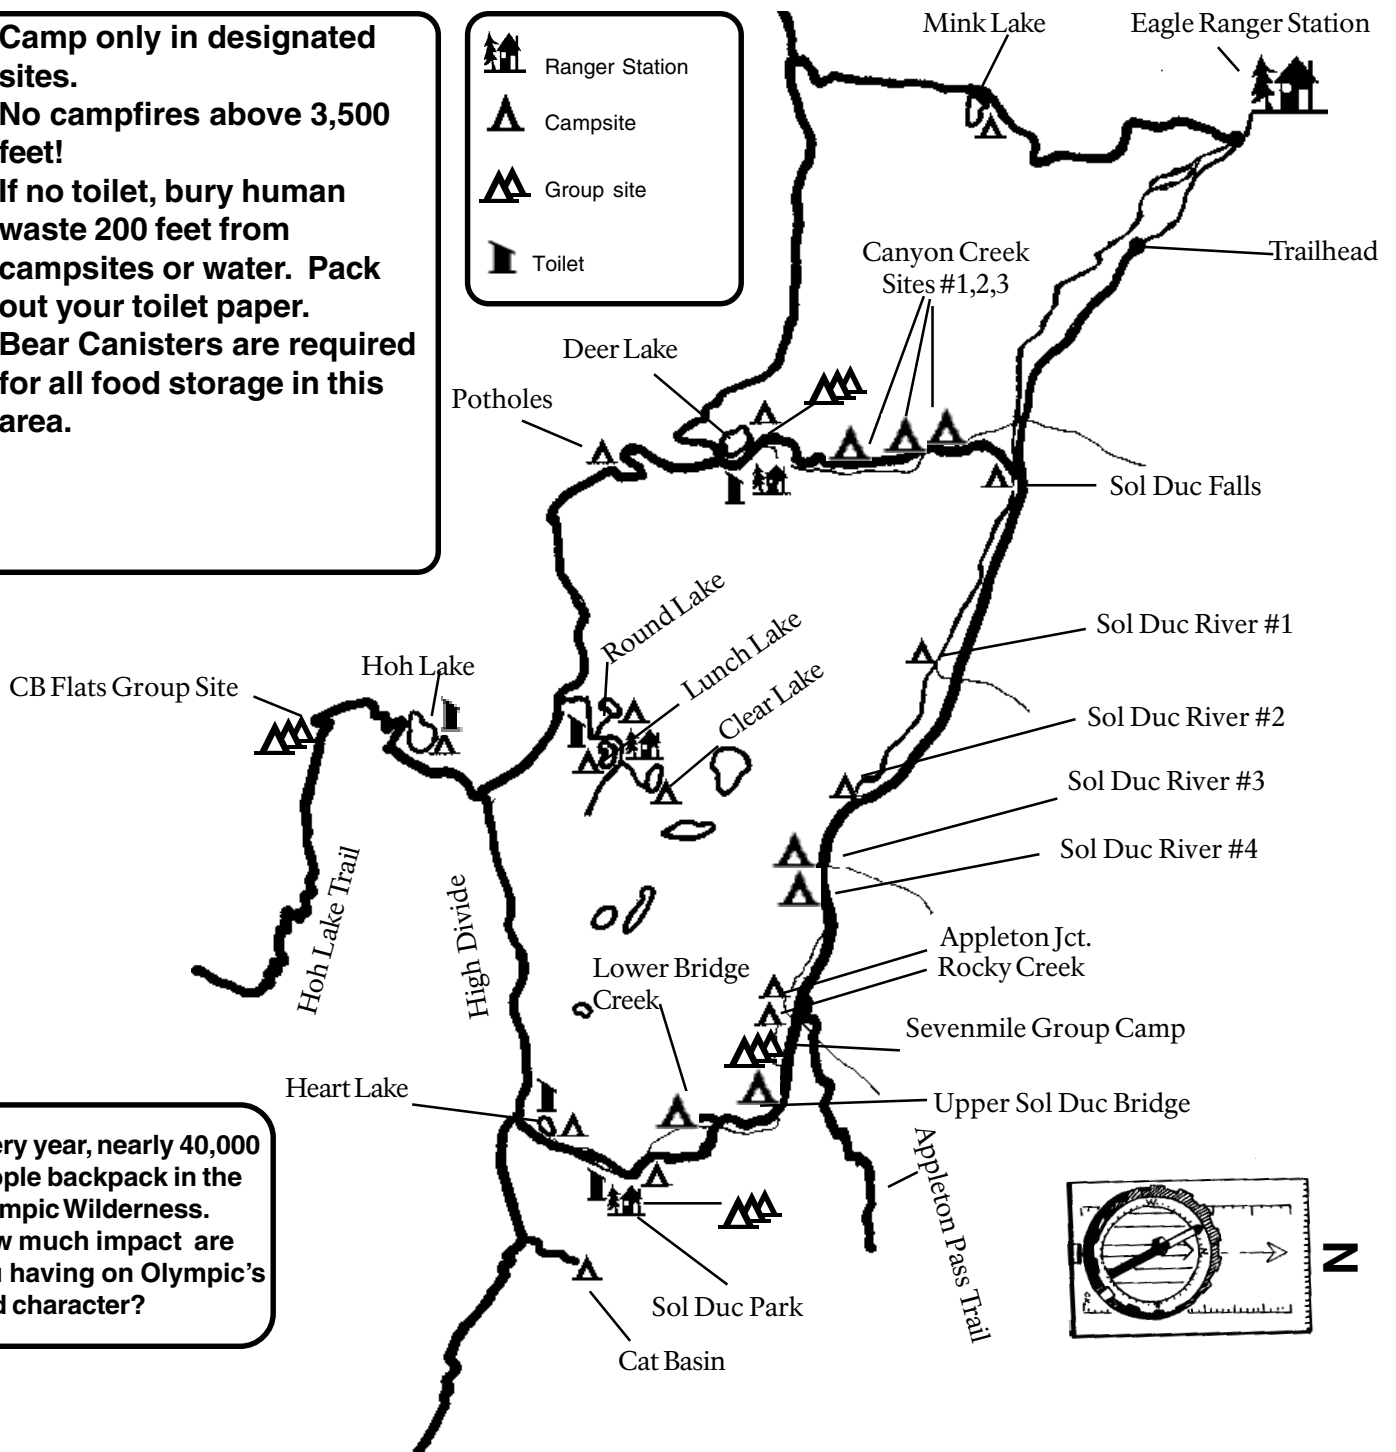 Camp only in designated
sites.
No campfires above 3,500
feet!
If no toilet, bury human
waste 200 feet from
campsites or water. Pack
out your toilet paper.
Bear Canisters are required
for all food storage in this
area.
Ranger Station
Campsite
Group site
Toilet
Mink Lake
Eagle Ranger Station
Trailhead
Canyon Creek
Sites #1,2,3
Deer Lake
Potholes
Sol Duc Falls
Round Lake
Lunch Lake
Clear Lake
Sol Duc River #1
Hoh Lake
CB Flats Group Site
Sol Duc River #2
Sol Duc River #3
Sol Duc River #4
Hoh Lake Trail
High Divide
Appleton Jct.
Rocky Creek
Lower Bridge
Creek
Sevenmile Group Camp
Heart Lake
Upper Sol Duc Bridge
Appleton Pass Trail
ery year, nearly 40,000
ople backpack in the
mpic Wilderness.
w much impact are
u having on Olympic's
d character?
Sol Duc Park
Cat Basin
N